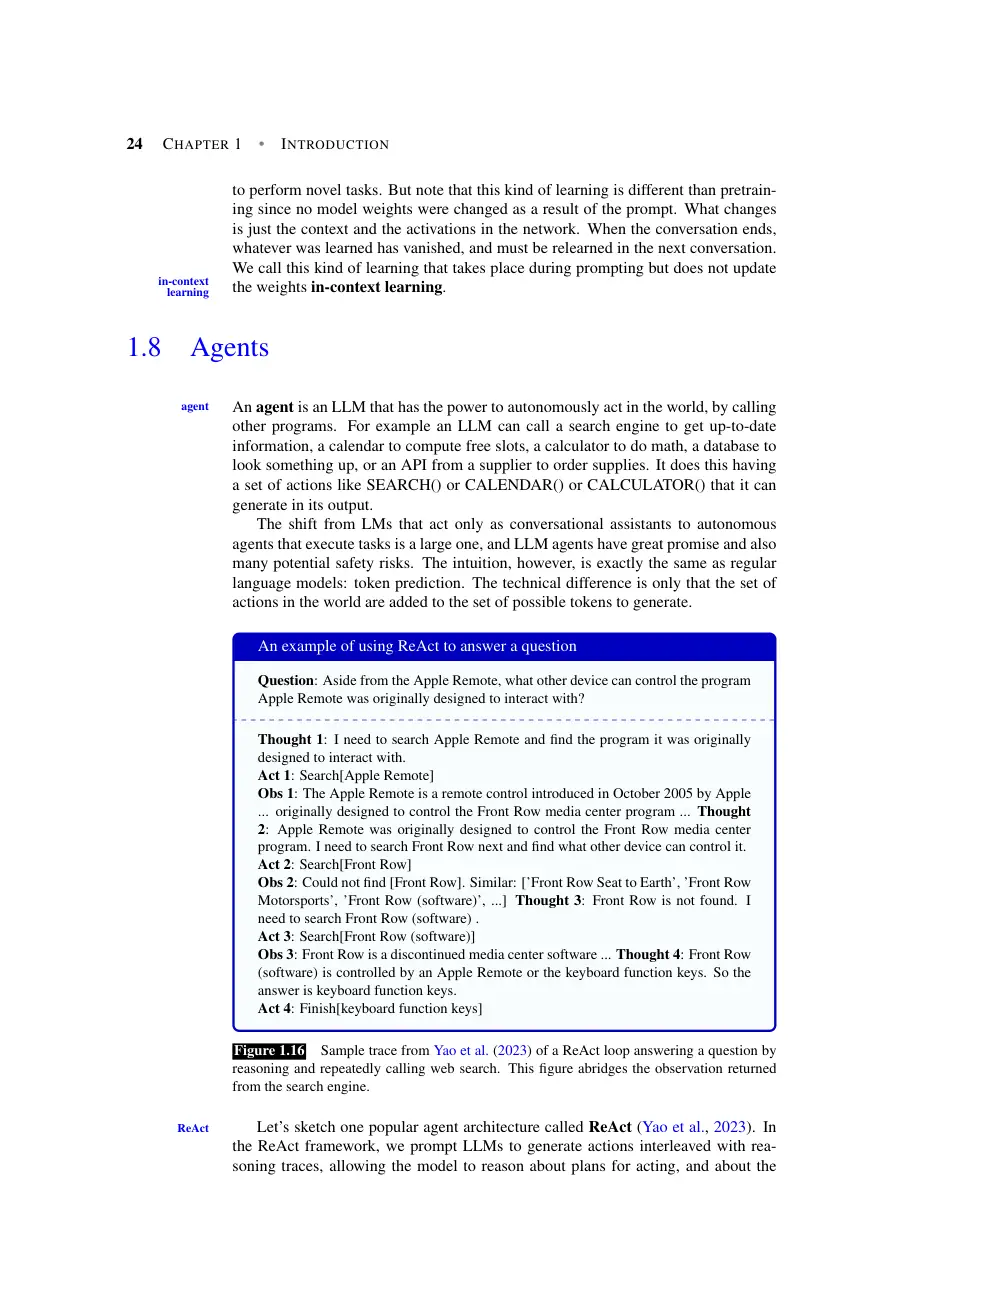 24 CHAPTER 1 • INTRODUCTION
to perform novel tasks. But note that this kind of learning is different than pretrain-
ing since no model weights were changed as a result of the prompt. What changes
is just the context and the activations in the network. When the conversation ends,
whatever was learned has vanished, and must be relearned in the next conversation.
We call this kind of learning that takes place during prompting but does not update
in-context
learning
the weights in-context learning.
1.8 Agents
agent
An agent is an LLM that has the power to autonomously act in the world, by calling
other programs. For example an LLM can call a search engine to get up-to-date
information, a calendar to compute free slots, a calculator to do math, a database to
look something up, or an API from a supplier to order supplies. It does this having
a set of actions like SEARCH() or CALENDAR() or CALCULATOR() that it can
generate in its output.
The shift from LMs that act only as conversational assistants to autonomous
agents that execute tasks is a large one, and LLM agents have great promise and also
many potential safety risks. The intuition, however, is exactly the same as regular
language models: token prediction. The technical difference is only that the set of
actions in the world are added to the set of possible tokens to generate.
An example of using ReAct to answer a question
Question: Aside from the Apple Remote, what other device can control the program
Apple Remote was originally designed to interact with?
Thought 1: I need to search Apple Remote and find the program it was originally
designed to interact with.
Act 1: Search[Apple Remote]
Obs 1: The Apple Remote is a remote control introduced in October 2005 by Apple
... originally designed to control the Front Row media center program ... Thought
2: Apple Remote was originally designed to control the Front Row media center
program. I need to search Front Row next and find what other device can control it.
Act 2: Search[Front Row]
Obs 2: Could not find [Front Row]. Similar: ['Front Row Seat to Earth', 'Front Row
Motorsports', 'Front Row (software)', ...] Thought 3: Front Row is not found. I
need to search Front Row (software) .
Act 3: Search[Front Row (software)]
Obs 3: Front Row is a discontinued media center software ... Thought 4: Front Row
(software) is controlled by an Apple Remote or the keyboard function keys. So the
answer is keyboard function keys.
Act 4: Finish[keyboard function keys]
Figure 1.16 Sample trace from Yao et al. (2023) of a ReAct loop answering a question by
reasoning and repeatedly calling web search. This figure abridges the observation returned
from the search engine.
ReAct
Let's sketch one popular agent architecture called ReAct (Yao et al., 2023). In
the ReAct framework, we prompt LLMs to generate actions interleaved with rea-
soning traces, allowing the model to reason about plans for acting, and about the